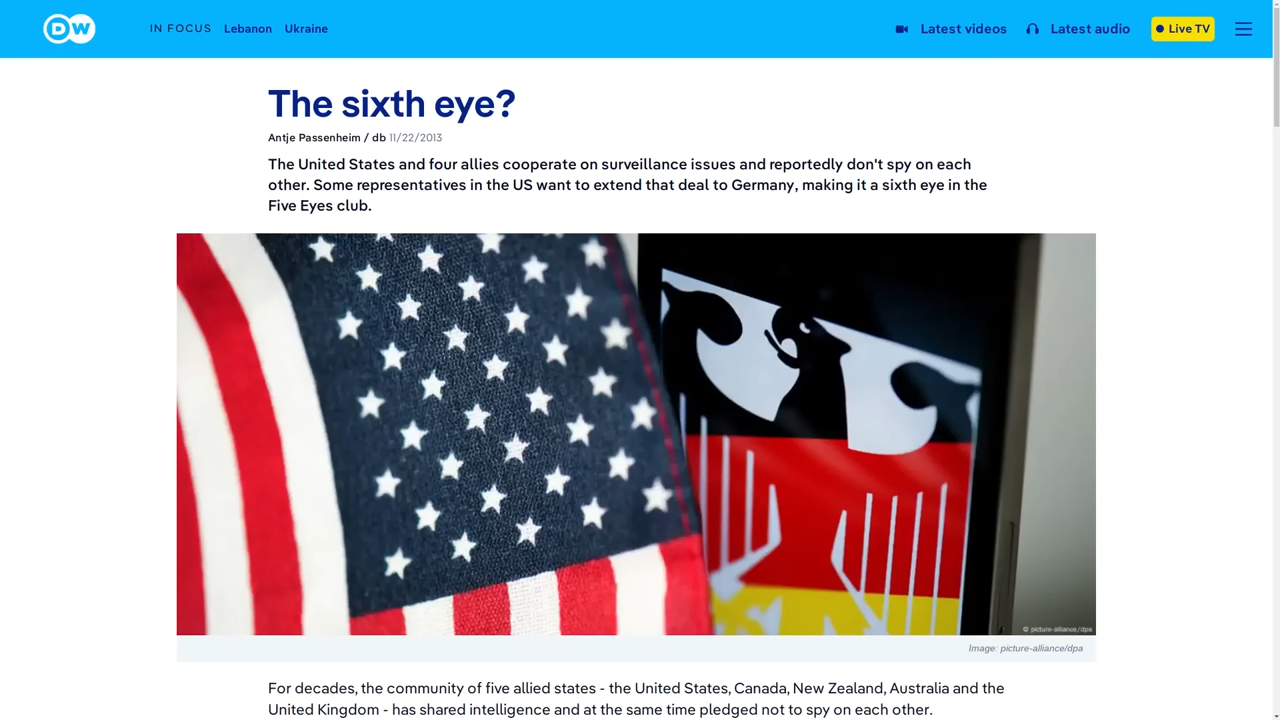 DW
IN FOCUS
Lebanon
Ukraine
Latest videos
Latest audio
Live TV
The sixth eye?
Antje Passenheim / db 11/22/2013
The United States and four allies cooperate on surveillance issues and reportedly don't spy on each
other. Some representatives in the US want to extend that deal to Germany, making it a sixth eye in the
Five Eyes club.
© picture-alliance/dpa
Image: picture-alliance/dpa
For decades, the community of five allied states - the United States, Canada, New Zealand, Australia and the
United Kingdom - has shared intelligence and at the same time pledged not to spy on each other.